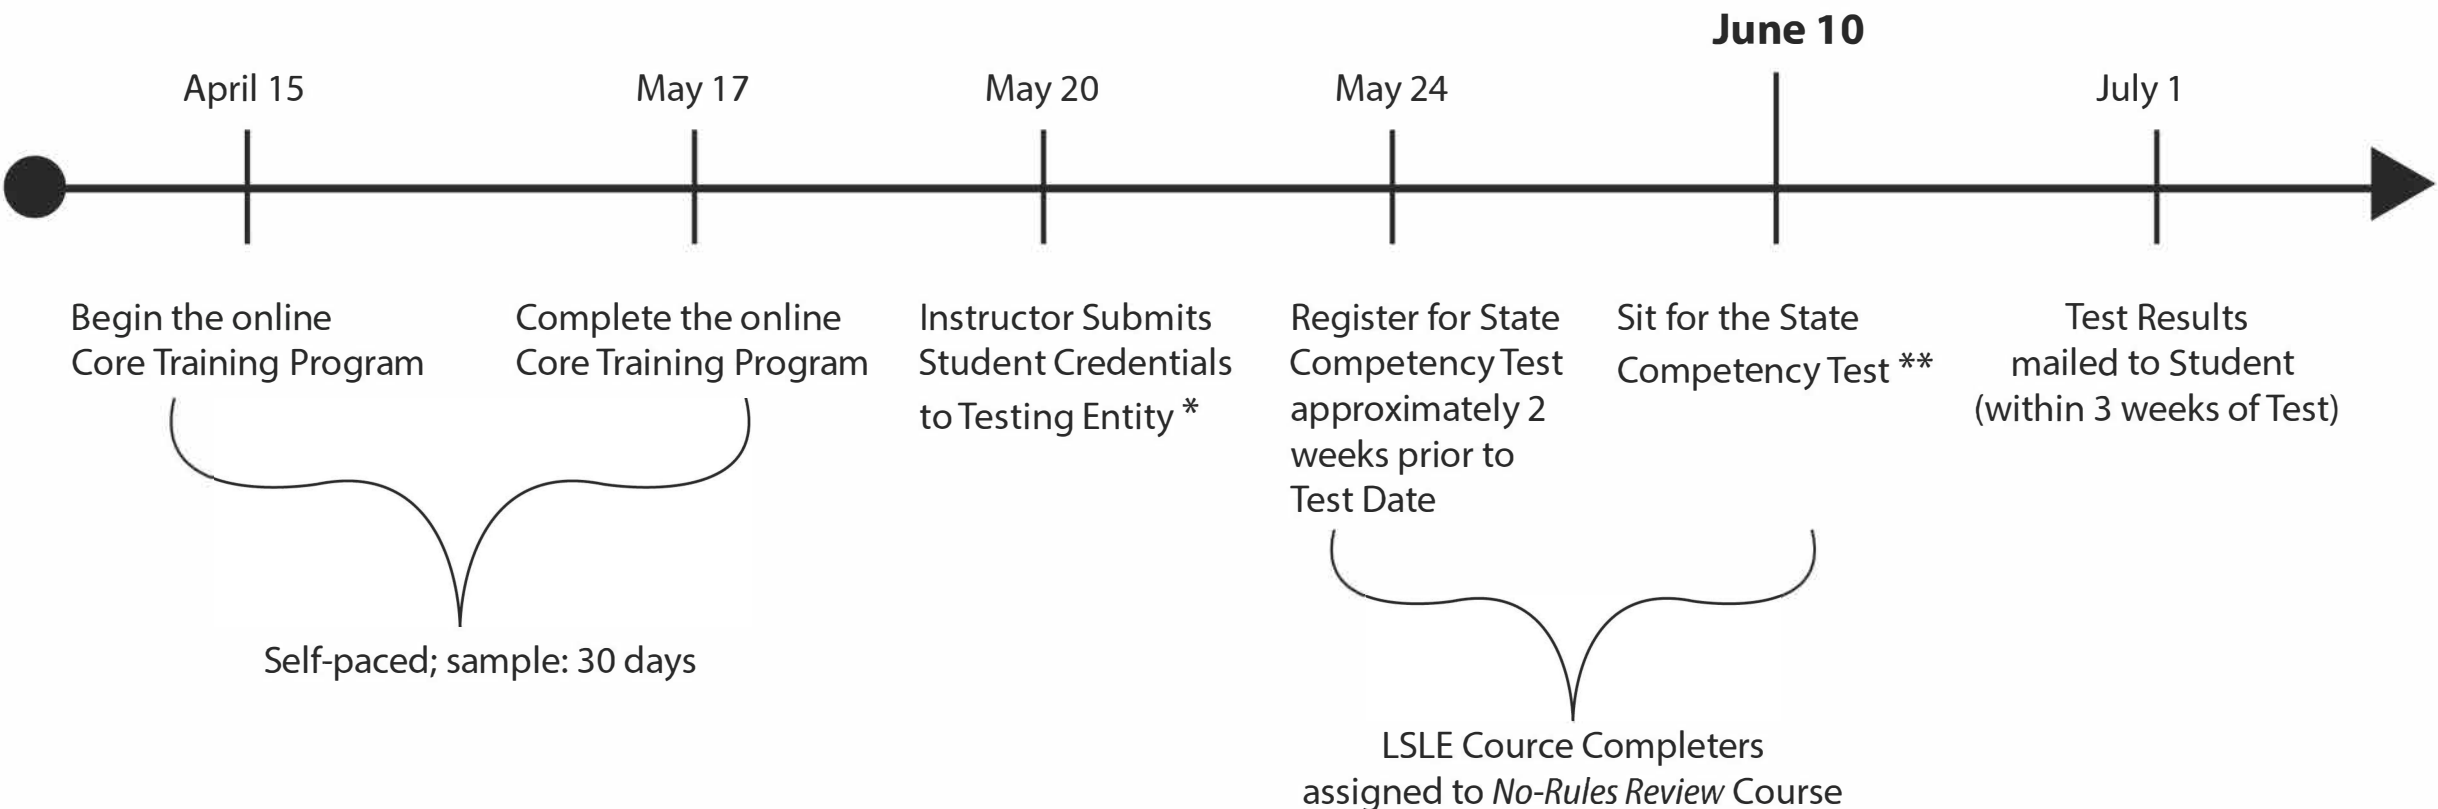 June 10
April 15
May 17
May 20
May 24
July 1
Begin the online
Core Training Program
Complete the online
Core Training Program
Instructor Submits
Student Credentials
to Testing Entity *
Register for State
Competency Test
approximately 2
weeks prior to
Test Date
Sit for the State
Competency Test **
Test Results
mailed to Student
(within 3 weeks of Test)
Self-paced; sample: 30 days
LSLE Cource Completers
assigned to No-Rules Review Course